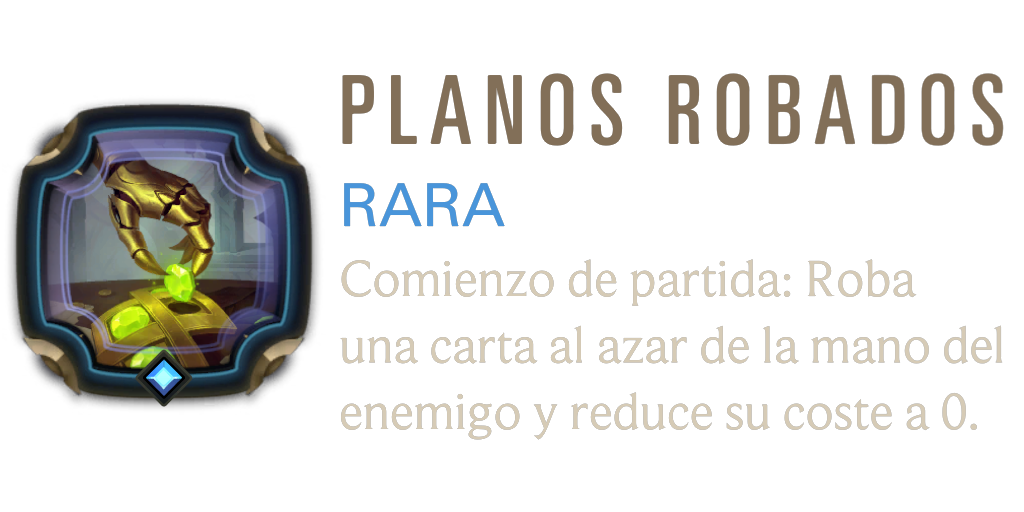 PLANOS ROBADOS
RARA
Comienzo de partida: Roba
una carta al azar de la mano del
enemigo y reduce su coste a 0.